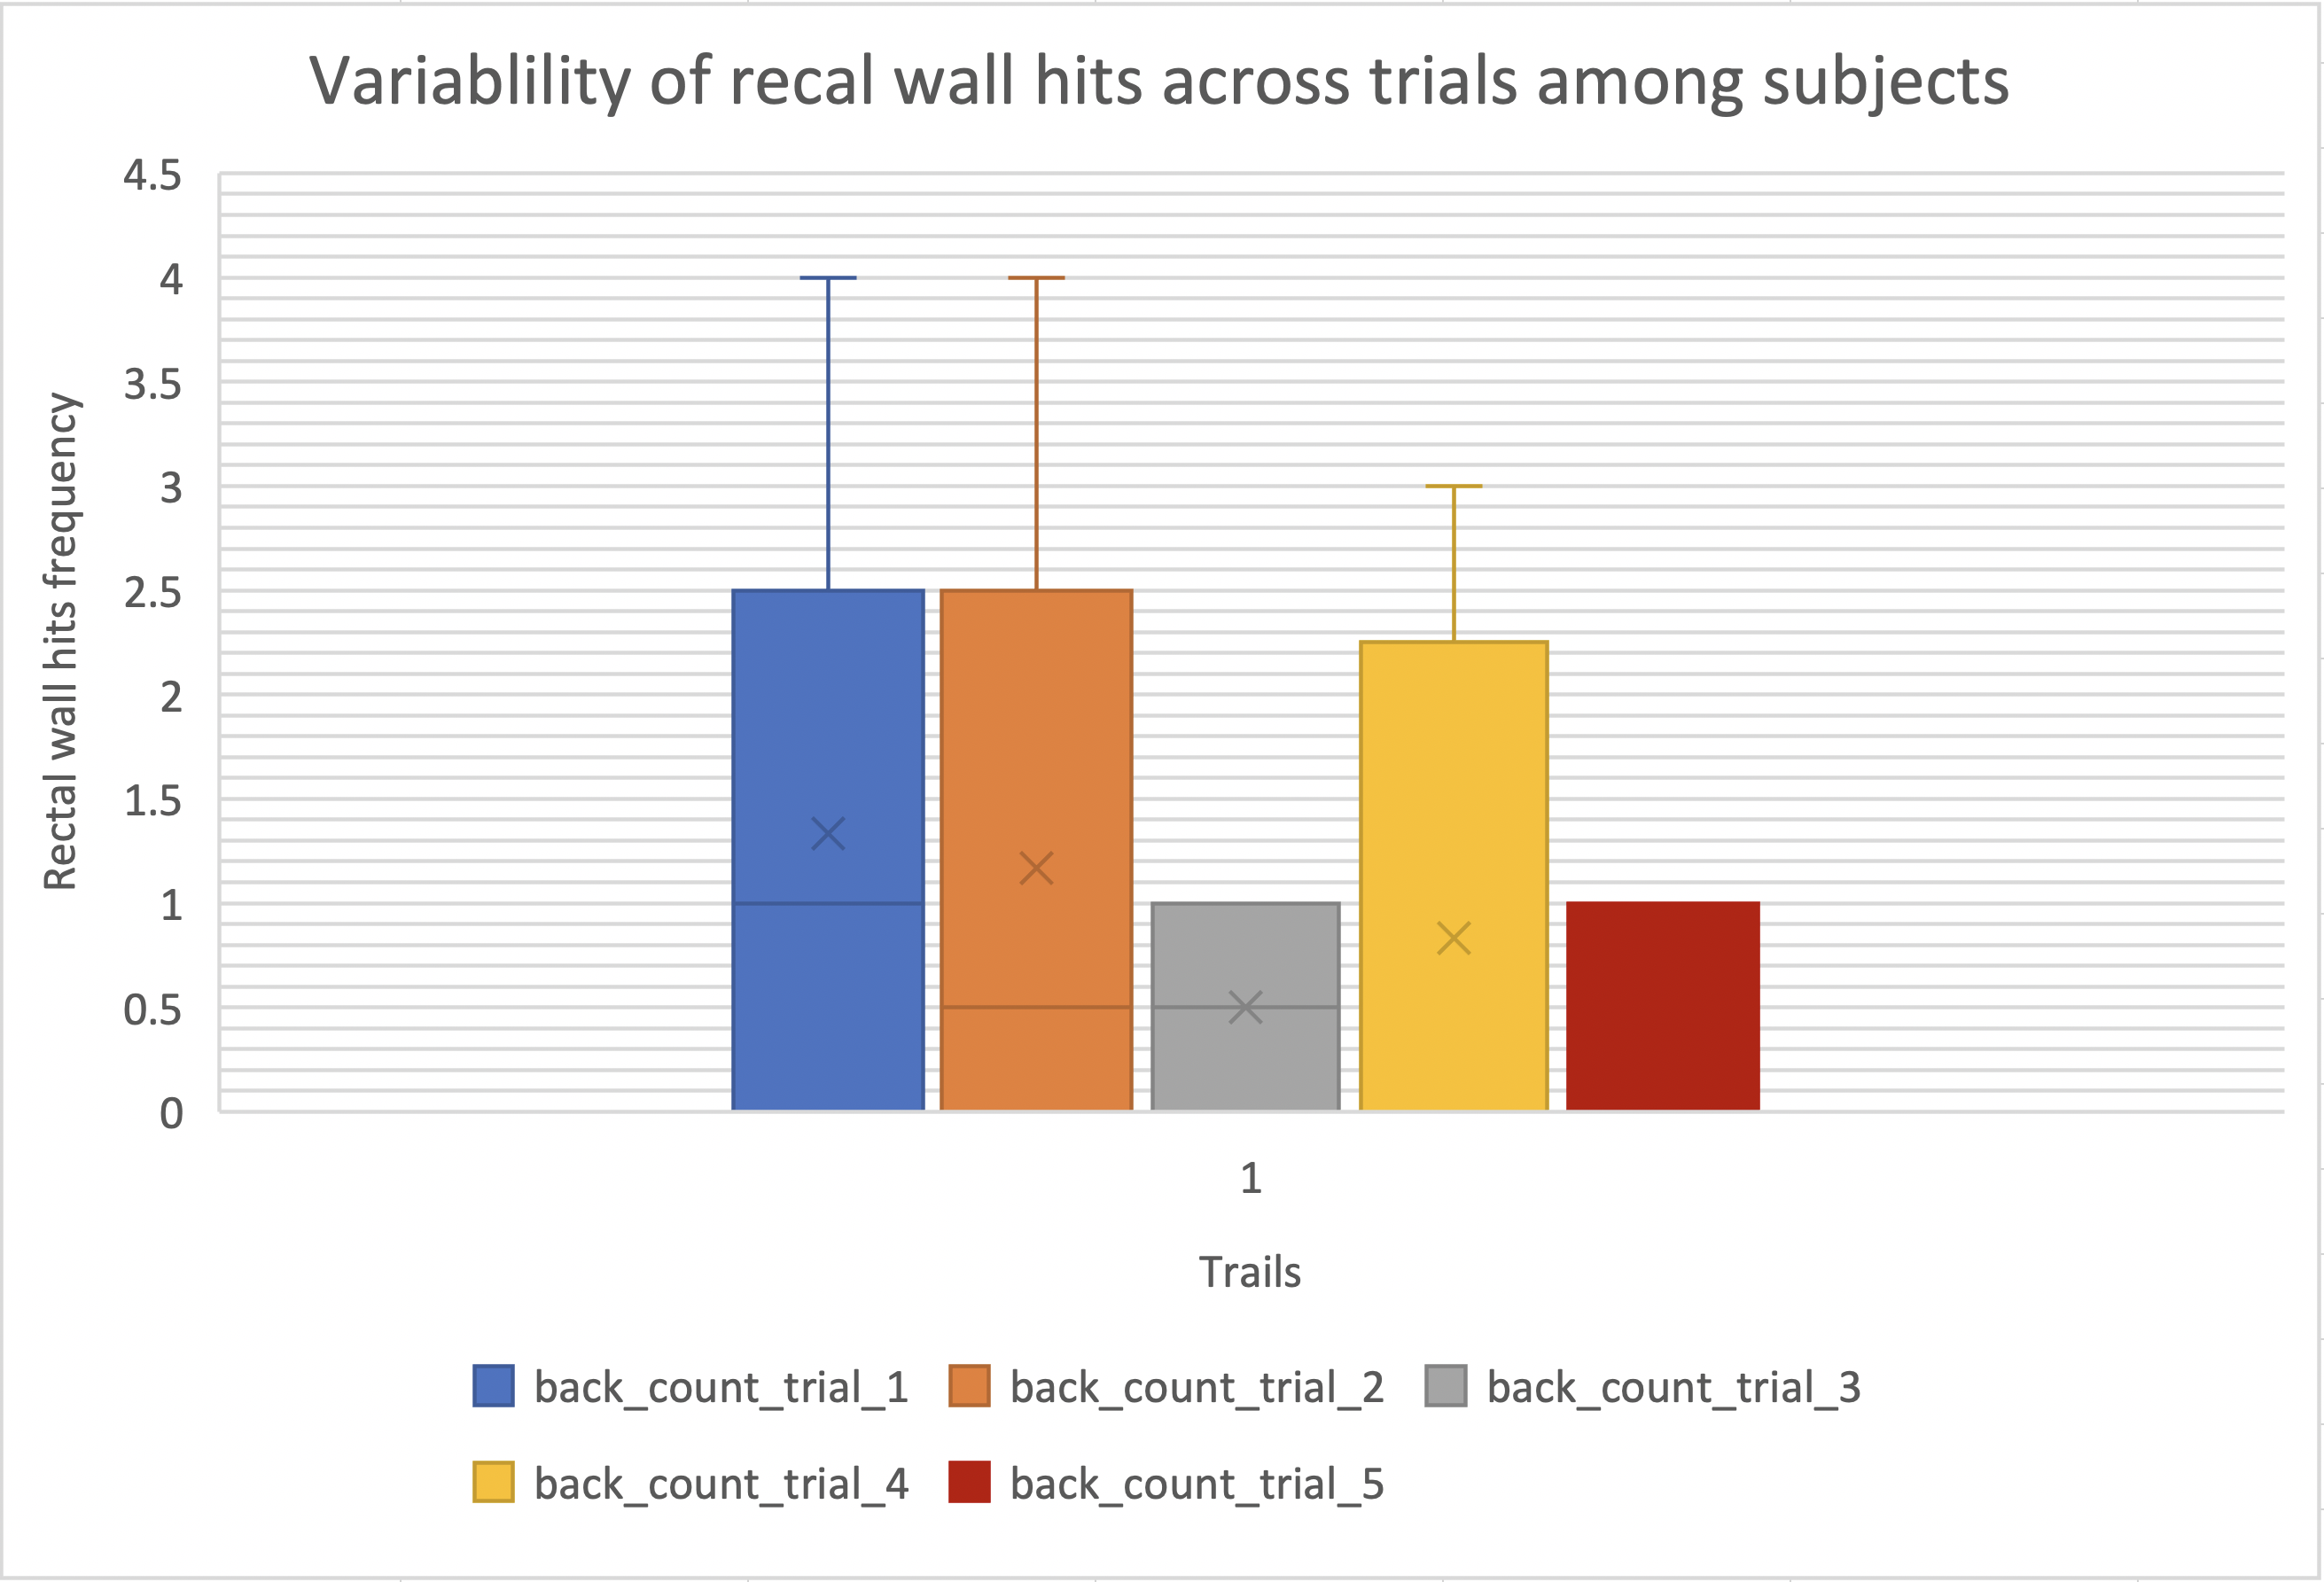 Variablility of recal wall hits across trials among subjects
4.5
4
3.5
3
2.5
2
1.5
1
0.5
0
Rectal wall hits frequency
1
Trails
back_count_trial_1 back_count_trial_2 back_count_trial_3
back_count_trial_4 back_count_trial_5